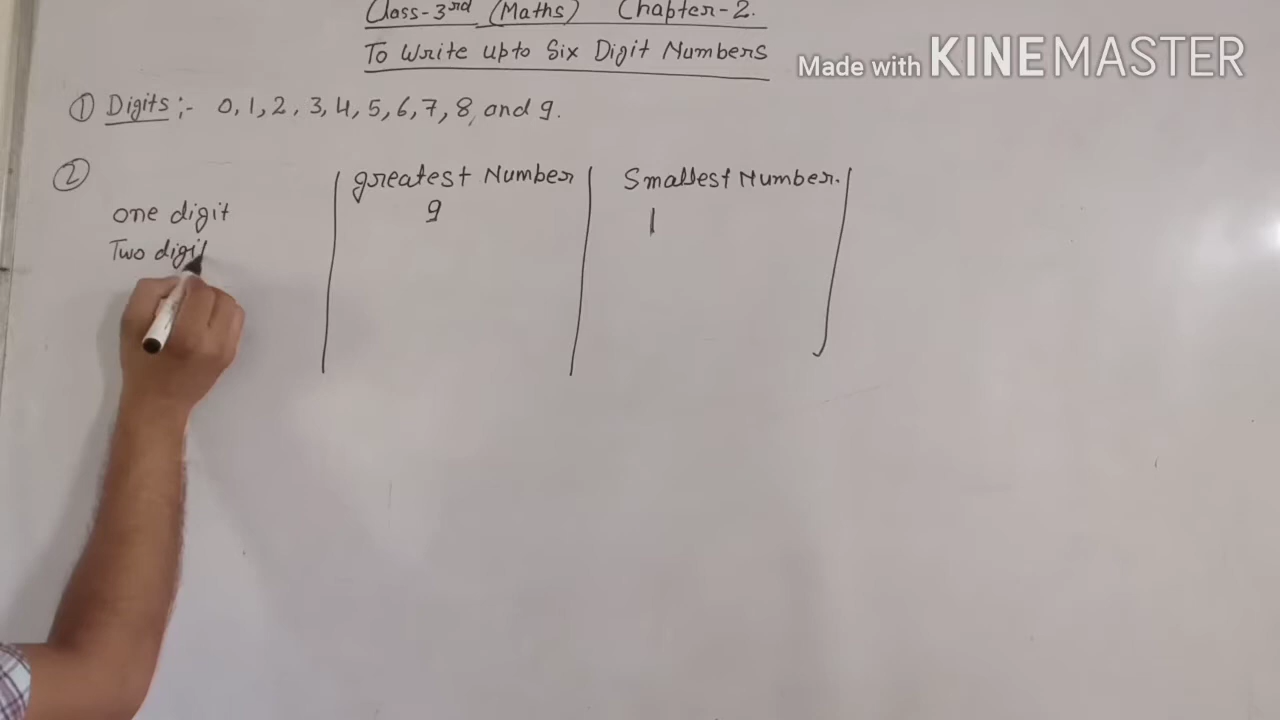 Class-3rd (Maths) Chapter-2.
To Write upto Six Digit Numbers
Made with KINEMASTER
① Digits :- 0, 1, 2, 3, 4, 5, 6, 7, 8, and 9.
②
greatest Number Smallest Number.
one digit 9 1
Two digit